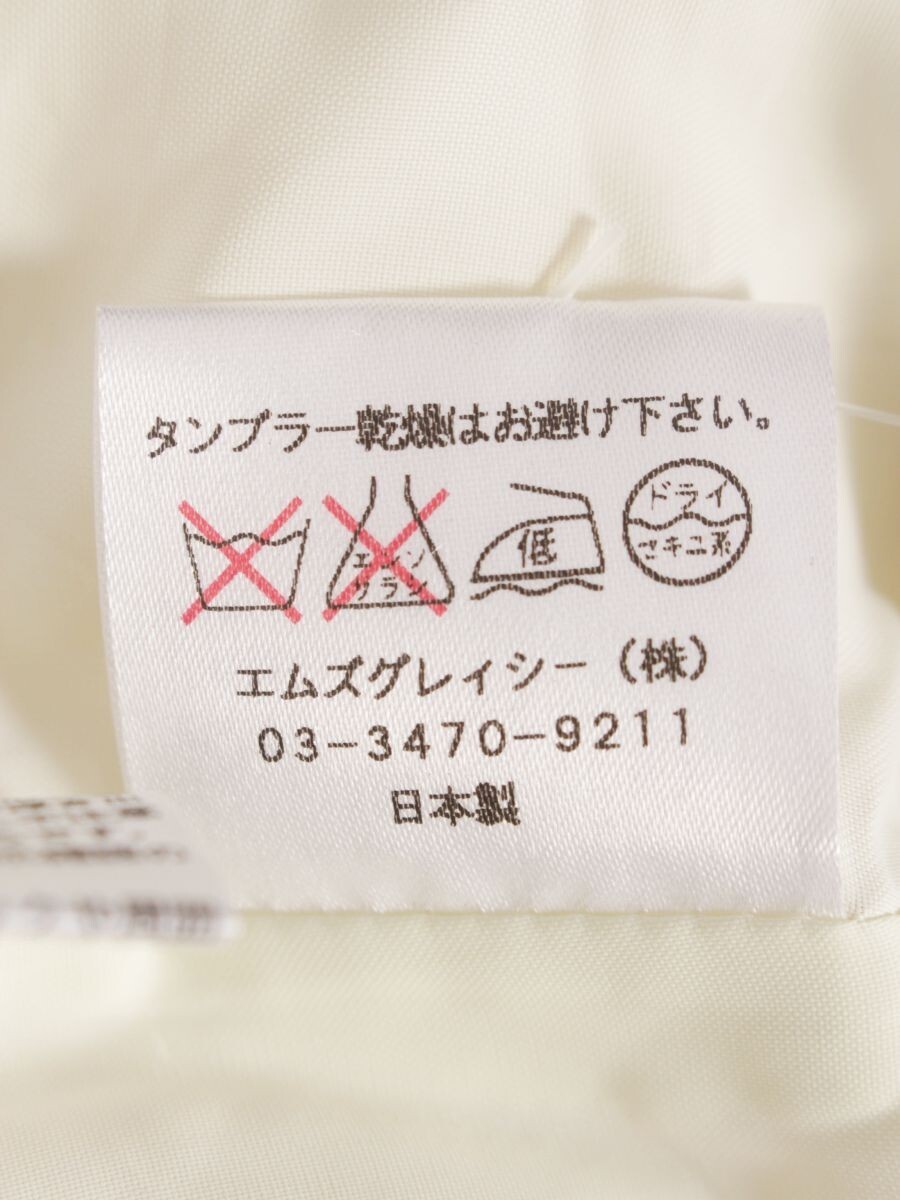 タンブラー乾燥はお避け下さい。
エンソ
サラシ
低
ドライ
セキユ系
エムズグレイシー（株）
03-3470-9211
日本製